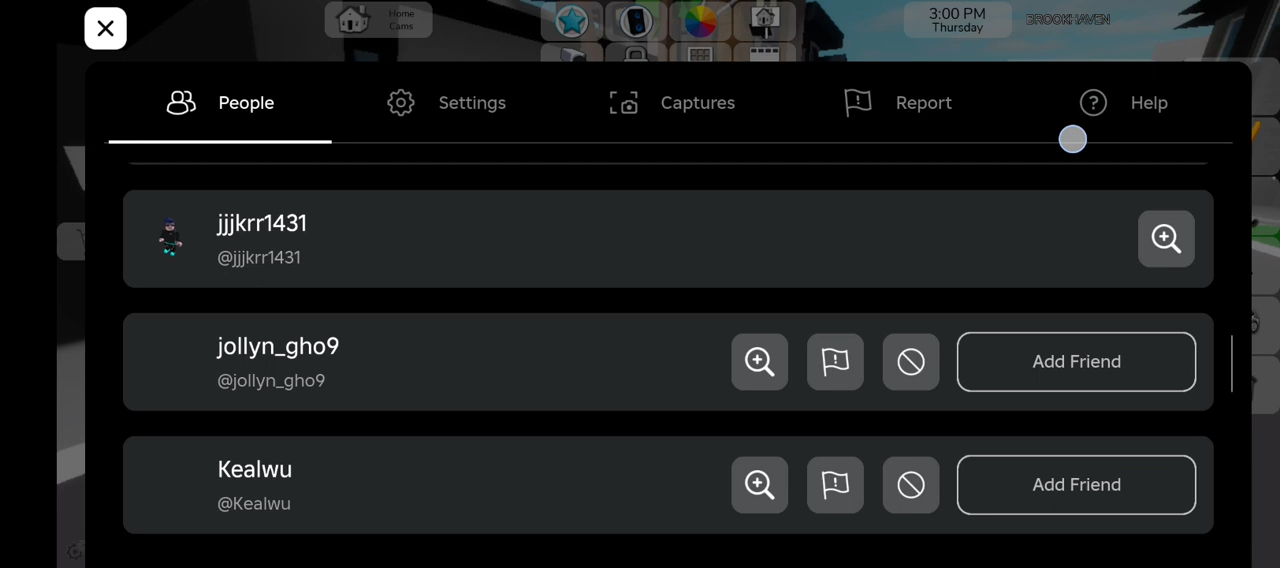 Home
Cams
3:00 PM
Thursday
BROOKHAVEN
People
Settings
Captures
Report
Help
jjjkrr1431
@jjjkrr1431
jollyn_gho9
@jollyn_gho9
Add Friend
Kealwu
@Kealwu
Add Friend